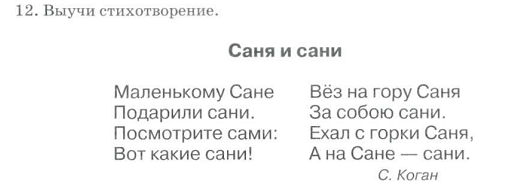 12. Выучи стихотворение.
Саня и сани
Маленькому Сане
Подарили сани.
Посмотрите сами:
Вот какие сани!
Вёз на гору Саня
За собою сани.
Ехал с горки Саня,
А на Сане — сани.
С. Коган